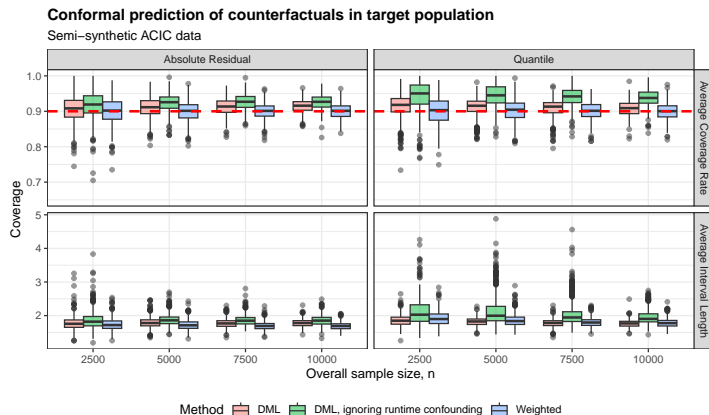 Conformal prediction of counterfactuals in target population
Semi−synthetic ACIC data
Absolute Residual
Quantile
1.0
0.9
0.8
0.7
Average Coverage Rate
Coverage
5
4
3
2
Average Interval Length
2500
5000
7500
10000
2500
5000
7500
10000
Overall sample size, n
Method
DML
DML, ignoring runtime confounding
Weighted